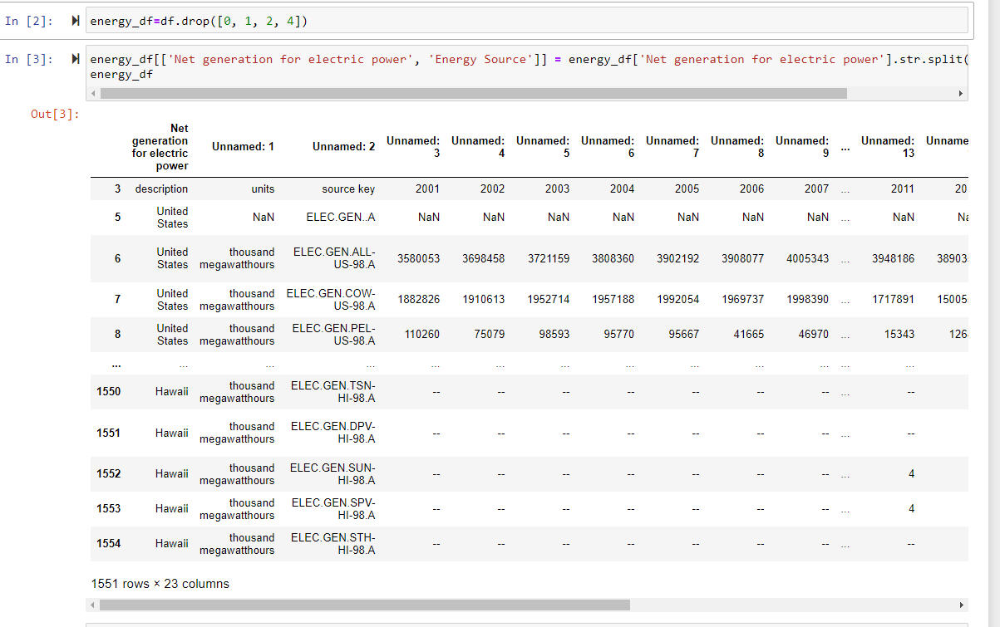 In [2]: energy_df=df.drop([0, 1, 2, 4])
In [3]: energy_df[['Net generation for electric power', 'Energy Source']] = energy_df['Net generation for electric power'].str.split(
energy_df
Out[3]:
Net generation for electric power Unnamed: 1 Unnamed: 2 Unnamed: 3 Unnamed: 4 Unnamed: 5 Unnamed: 6 Unnamed: 7 Unnamed: 8 Unnamed: 9 ... Unnamed: 13
3 description units source key 2001 2002 2003 2004 2005 2006 2007 ... 2011
5 United States NaN ELEC.GEN..A NaN NaN NaN NaN NaN NaN NaN ... NaN
6 United States thousand megawatthours ELEC.GEN.ALL-US-98.A 3580053 3698458 3721159 3808360 3902192 3908077 4005343 ... 3948186
7 United States thousand megawatthours ELEC.GEN.COW-US-98.A 1882826 1910613 1952714 1957188 1992054 1969737 1998390 ... 1717891
8 United States thousand megawatthours ELEC.GEN.PEL-US-98.A 110260 75079 98593 95770 95667 41665 46970 ... 15343
... ... ... ... ... ... ... ... ... ... ... ... ...
1550 Hawaii thousand megawatthours ELEC.GEN.TSN-HI-98.A -- -- -- -- -- -- -- ... --
1551 Hawaii thousand megawatthours ELEC.GEN.DPV-HI-98.A -- -- -- -- -- -- -- ... --
1552 Hawaii thousand megawatthours ELEC.GEN.SUN-HI-98.A -- -- -- -- -- -- -- ... 4
1553 Hawaii thousand megawatthours ELEC.GEN.SPV-HI-98.A -- -- -- -- -- -- -- ... 4
1554 Hawaii thousand megawatthours ELEC.GEN.STH-HI-98.A -- -- -- -- -- -- -- ... --
1551 rows × 23 columns